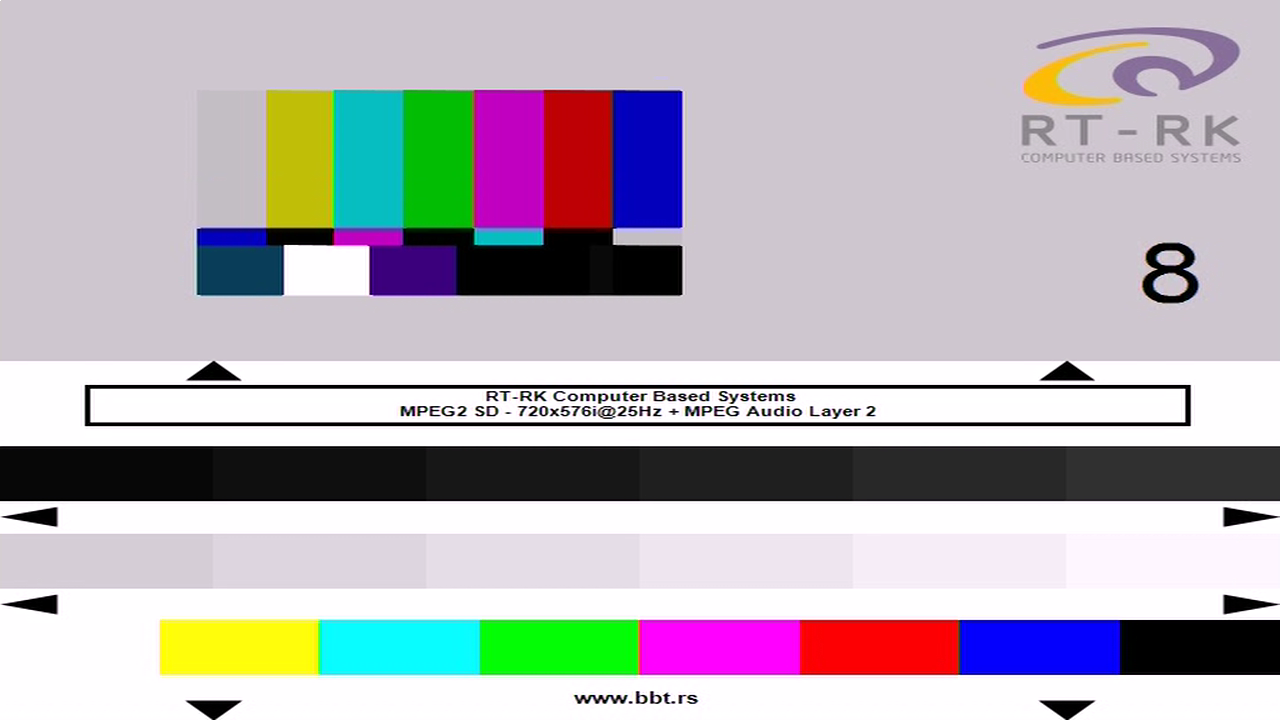 RT-RK
COMPUTER BASED SYSTEMS
8
RT-RK Computer Based Systems
MPEG2 SD - 720x576i@25Hz + MPEG Audio Layer 2
www.bbt.rs